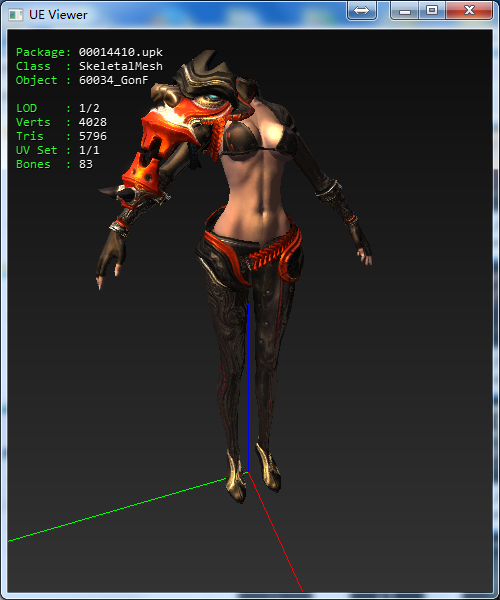 UE Viewer
Package: 00014410.upk
Class : SkeletalMesh
Object : 60034_GonF
LOD : 1/2
Verts : 4028
Tris : 5796
UV Set : 1/1
Bones : 83